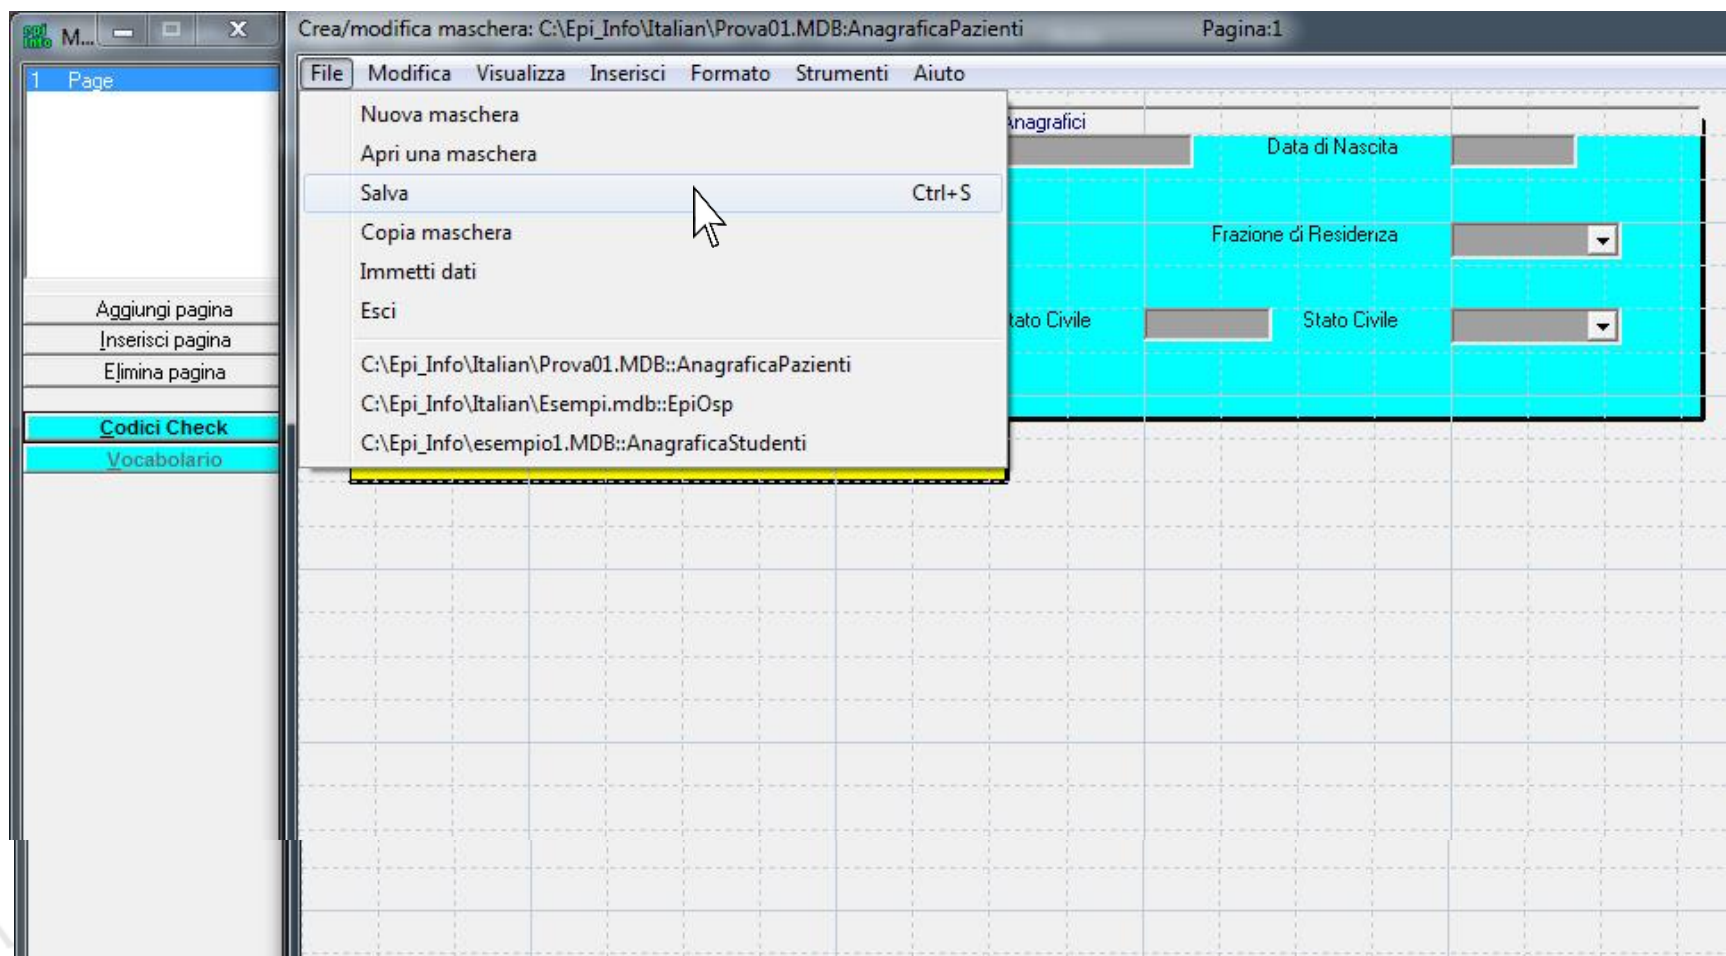 epi info M...
Crea/modifica maschera: C:\Epi_Info\Italian\Prova01.MDB:AnagraficaPazienti Pagina:1
1 Page
File Modifica Visualizza Inserisci Formato Strumenti Aiuto
Nuova maschera
Apri una maschera
Salva Ctrl+S
Copia maschera
Immetti dati
Esci
C:\Epi_Info\Italian\Prova01.MDB::AnagraficaPazienti
C:\Epi_Info\Italian\Esempi.mdb::EpiOsp
C:\Epi_Info\esempio1.MDB::AnagraficaStudenti
Anagrafici
Data di Nascita
Frazione di Residenza
tato Civile
Stato Civile
Aggiungi pagina
Inserisci pagina
Elimina pagina
Codici Check
Vocabolario